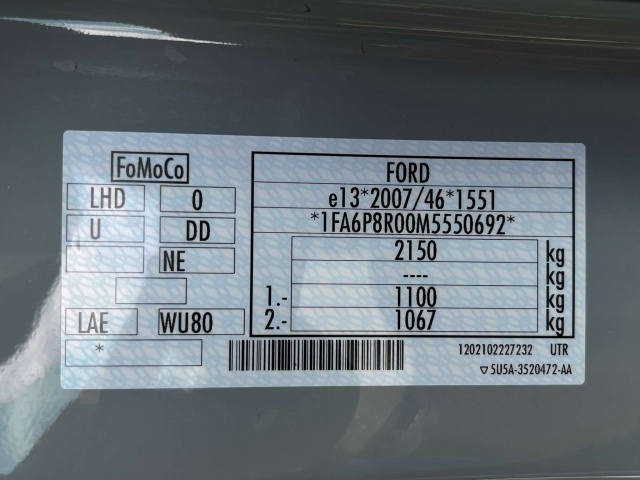 FoMoCo
LHD 0
U DD
NE
LAE WU80
*
FORD
e13*2007/46*1551
*1FA6P8R00M5550692*
2150 kg
---- kg
1.- 1100 kg
2.- 1067 kg
1202102227232 UTR
▽5U5A-3520472-AA